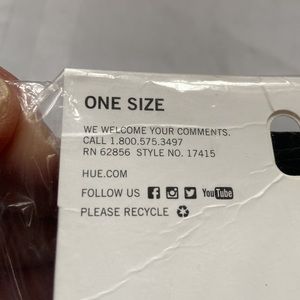 ONE SIZE
WE WELCOME YOUR COMMENTS.
CALL 1.800.575.3497
RN 62856 STYLE NO. 17415
HUE.COM
FOLLOW US f YouTube
PLEASE RECYCLE